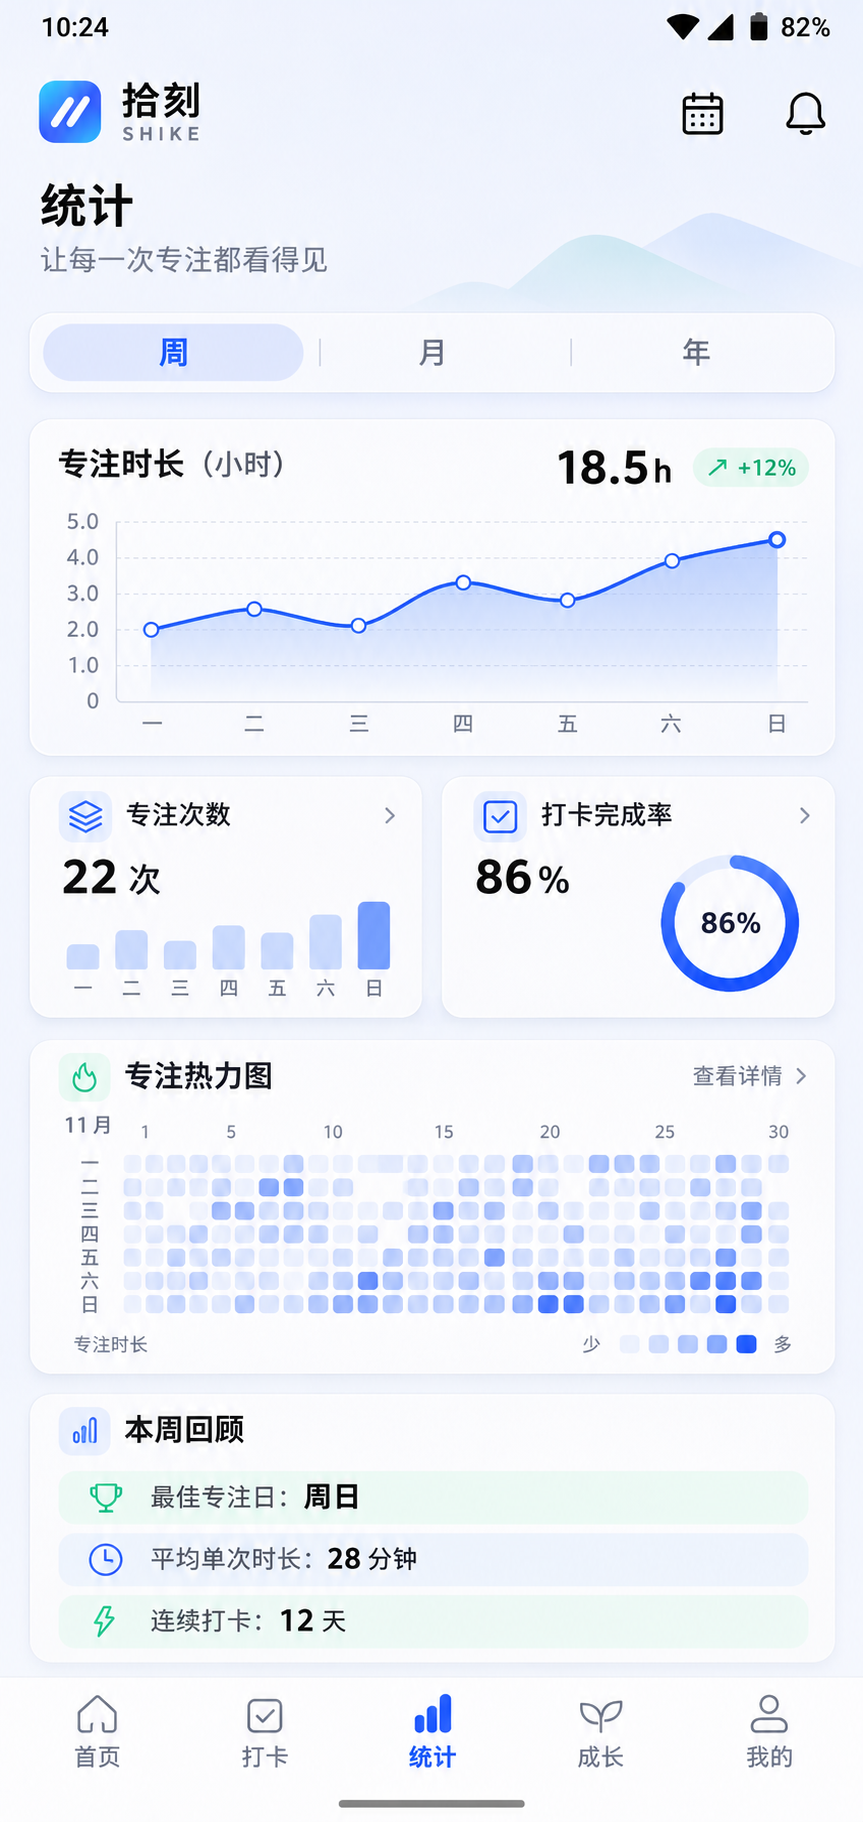 10:24 82%
拾刻
SHIKE
统计
让每一次专注都看得见
周 月 年
专注时长（小时） 18.5h +12%
5.0
4.0
3.0
2.0
1.0
0
一 二 三 四 五 六 日
专注次数
22 次
一 二 三 四 五 六 日
打卡完成率
86%
86%
专注热力图 查看详情
11月 1 5 10 15 20 25 30
一
二
三
四
五
六
日
专注时长 少 多
本周回顾
最佳专注日：周日
平均单次时长：28 分钟
连续打卡：12 天
首页 打卡 统计 成长 我的